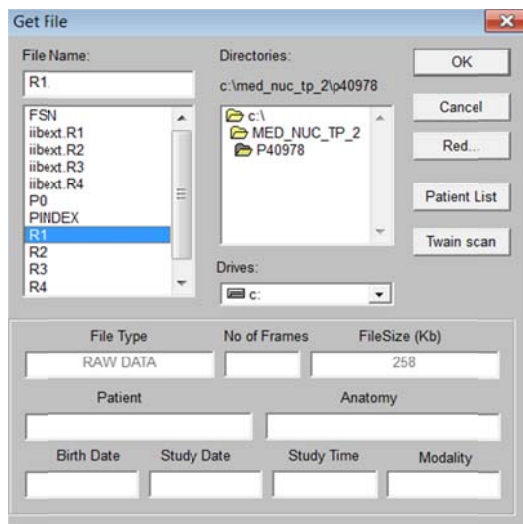 Get File
File Name:
R1
FSN
iibext.R1
iibext.R2
iibext.R3
iibext.R4
P0
PINDEX
R1
R2
R3
R4
Directories:
c:\med_nuc_tp_2\p40978
c:\
MED_NUC_TP_2
P40978
Drives:
c:
OK
Cancel
Red...
Patient List
Twain scan
File Type
No of Frames
FileSize (Kb)
RAW DATA
258
Patient
Anatomy
Birth Date
Study Date
Study Time
Modality